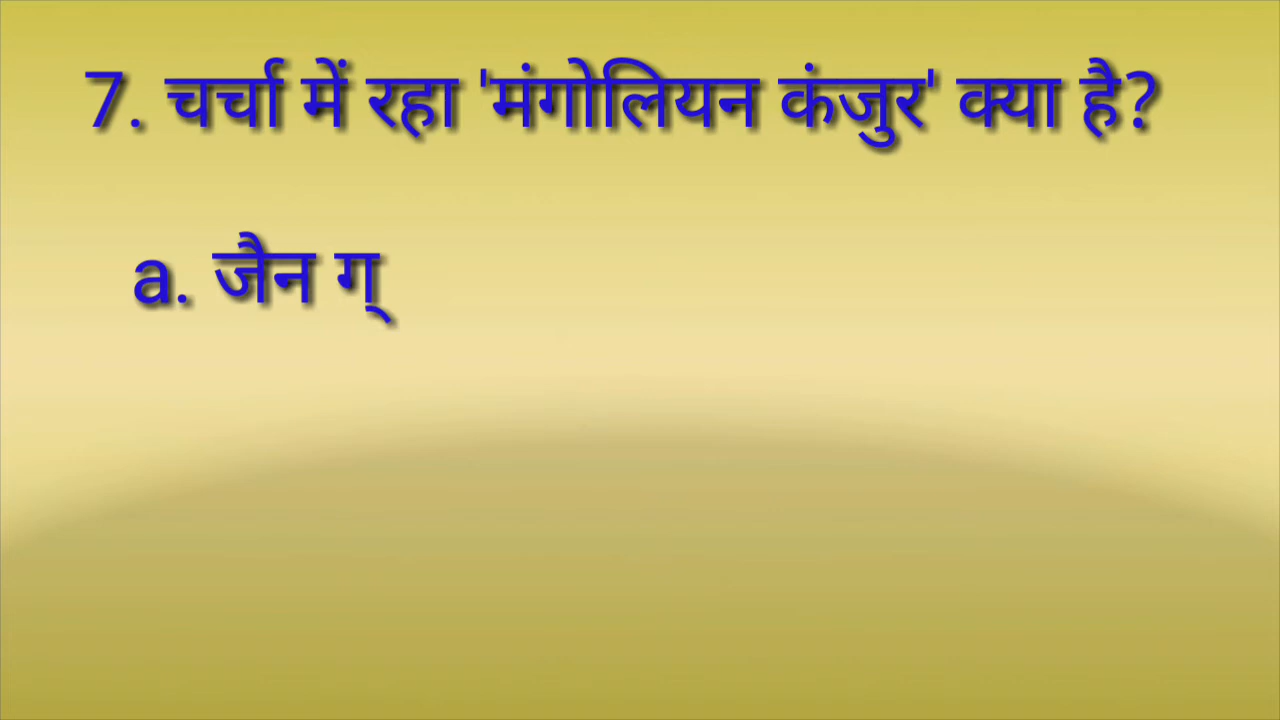 7. चर्चा में रहा 'मंगोलियन कंजुर' क्या है?
a. जैन ग्